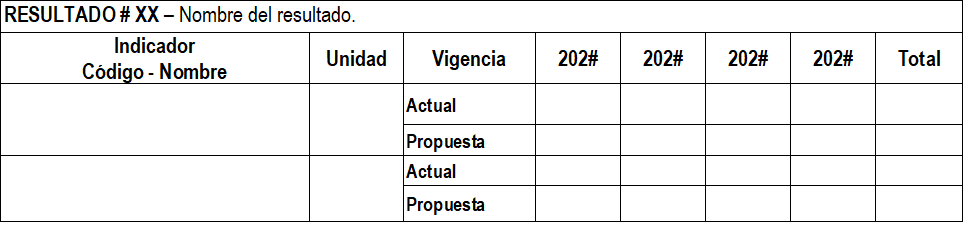 RESULTADO # XX – Nombre del resultado.
Indicador
Código - Nombre
Unidad
Vigencia
202#
202#
202#
202#
Total
Actual
Propuesta
Actual
Propuesta